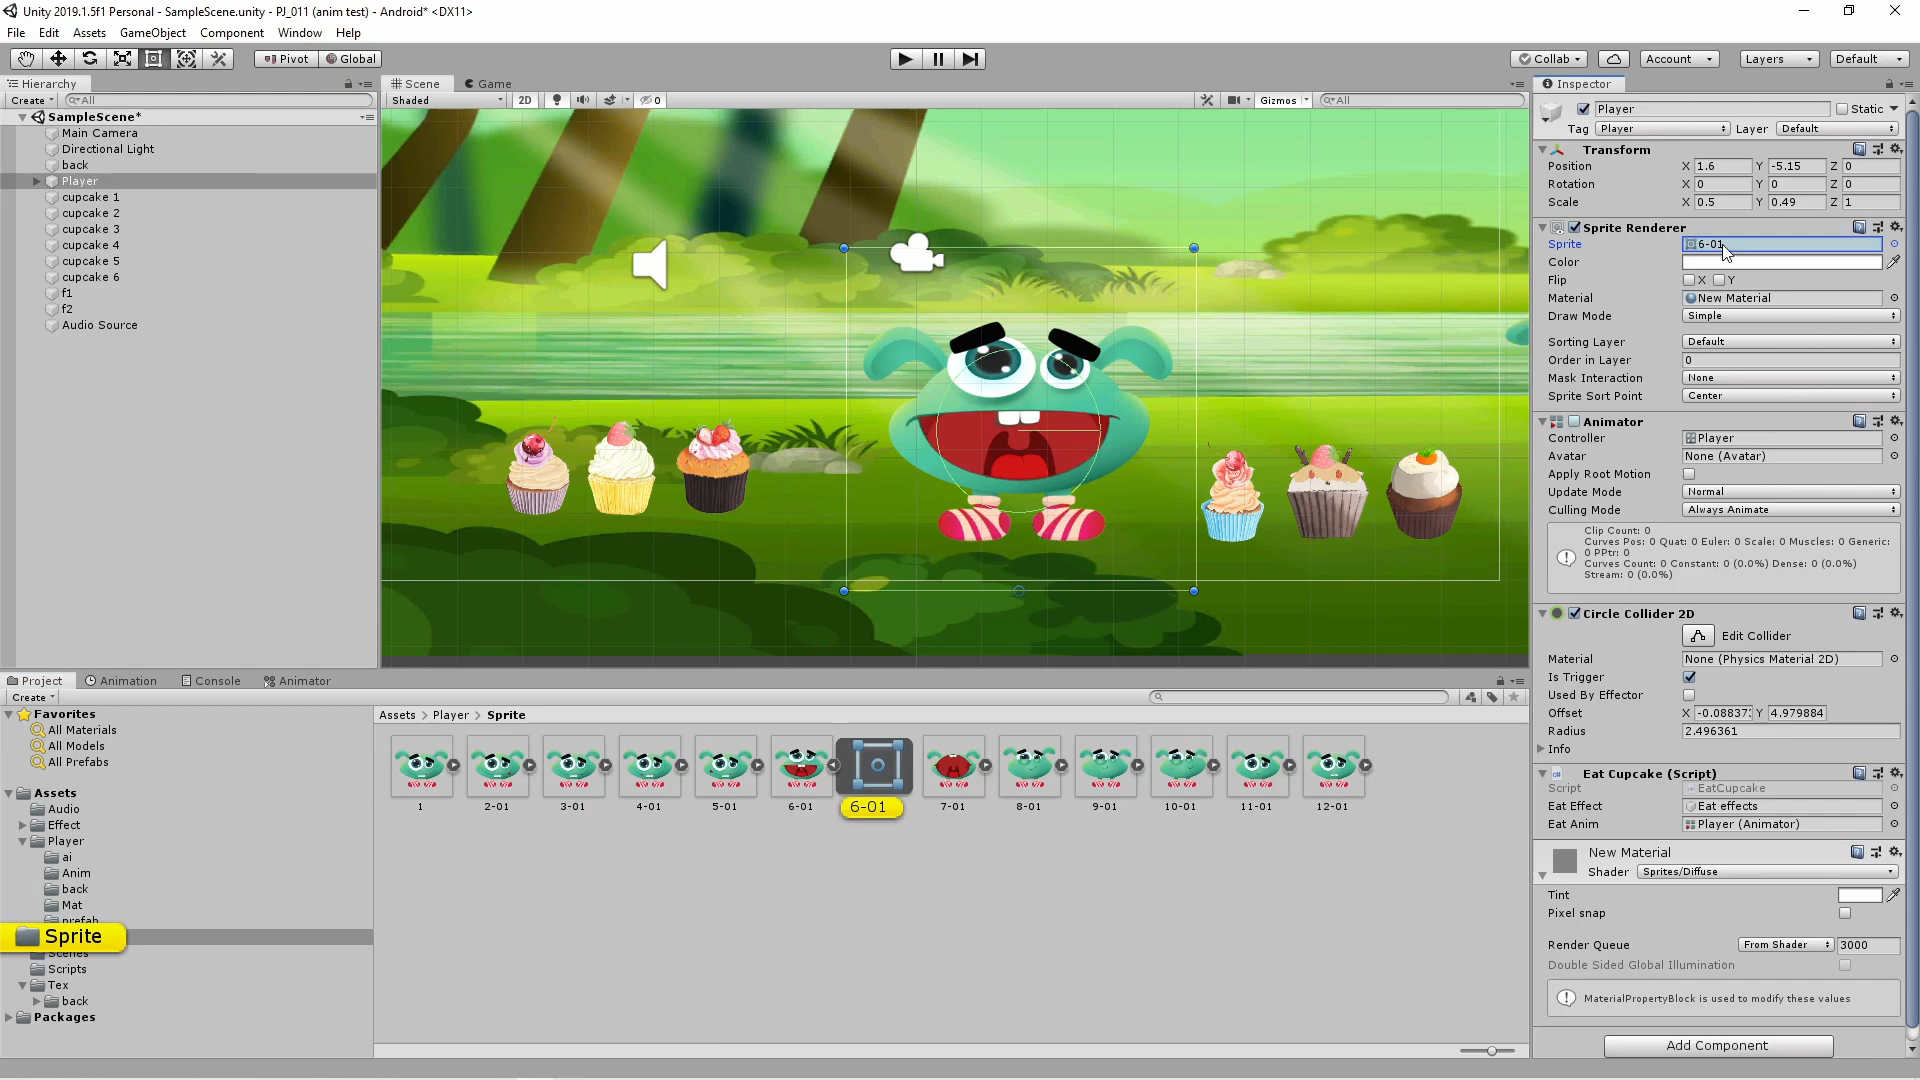 Unity 2019.1.5f1 Personal - SampleScene.unity - PJ_011 (anim test) - Android* <DX11>
File Edit Assets GameObject Component Window Help
Pivot Global Collab Account Layers Default
Hierarchy
Create All
SampleScene*
Main Camera
Directional Light
back
Player
cupcake 1
cupcake 2
cupcake 3
cupcake 4
cupcake 5
cupcake 6
f1
f2
Audio Source
Scene Game
Shaded 2D 0 Gizmos All
Inspector
Player Static
Tag Player Layer Default
Transform
Position X 1.6 Y -5.15 Z 0
Rotation X 0 Y 0 Z 0
Scale X 0.5 Y 0.49 Z 1
Sprite Renderer
Sprite 6-01
Color
Flip X Y
Material New Material
Draw Mode Simple
Sorting Layer Default
Order in Layer 0
Mask Interaction None
Sprite Sort Point Center
Animator
Controller Player
Avatar None (Avatar)
Apply Root Motion
Update Mode Normal
Culling Mode Always Animate
Clip Count: 0
Curves Pos: 0 Quat: 0 Euler: 0 Scale: 0 Muscles: 0 Generic:
0 PPtr: 0
Curves Count: 0 Constant: 0 (0.0%) Dense: 0 (0.0%)
Stream: 0 (0.0%)
Circle Collider 2D
Edit Collider
Material None (Physics Material 2D)
Is Trigger
Used By Effector
Offset X Y 4.979884
Radius 2.496361
Info
Eat Cupcake (Script)
Script EatCupcake
Eat Effect Eat effects
Eat Anim Player (Animator)
New Material
Shader Sprites/Diffuse
Tint
Pixel snap
Render Queue From Shader 3000
Double Sided Global Illumination
MaterialPropertyBlock is used to modify these values
Add Component
Project Animation Console Animator
Create
Favorites
All Materials
All Models
All Prefabs
Assets
Audio
Effect
Player
ai
Anim
back
Mat
prefab
Sprite
Scenes
Scripts
Tex
back
Packages
Assets > Player > Sprite
1 2-01 3-01 4-01 5-01 6-01 6-01 7-01 8-01 9-01 10-01 11-01 12-01